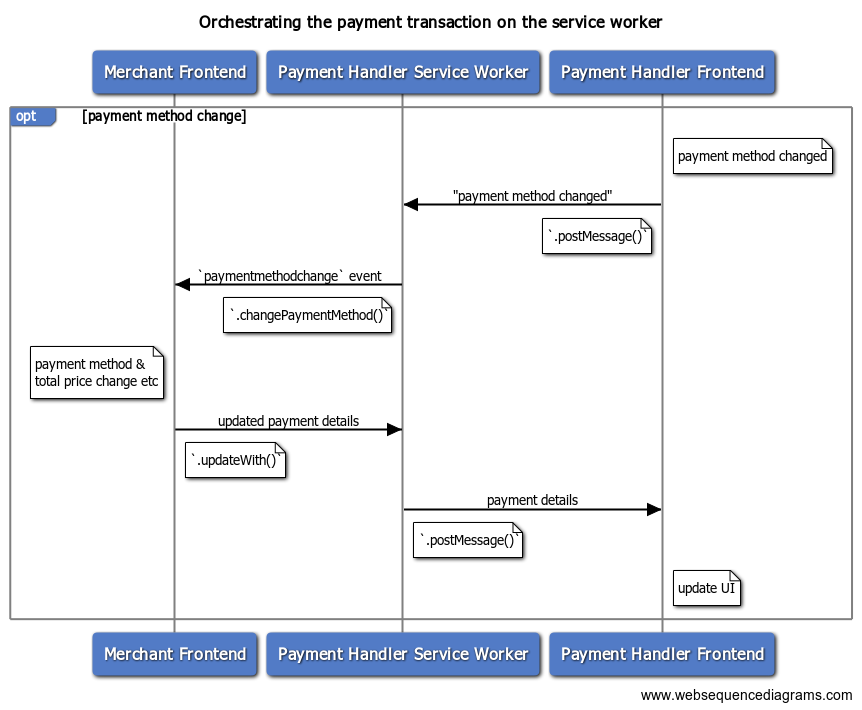 Orchestrating the payment transaction on the service worker
Merchant Frontend
Payment Handler Service Worker
Payment Handler Frontend
opt
[payment method change]
payment method changed
"payment method changed"
`.postMessage()`
`paymentmethodchange` event
`.changePaymentMethod()`
payment method &
total price change etc
updated payment details
`.updateWith()`
payment details
`.postMessage()`
update UI
Merchant Frontend
Payment Handler Service Worker
Payment Handler Frontend
www.websequencediagrams.com